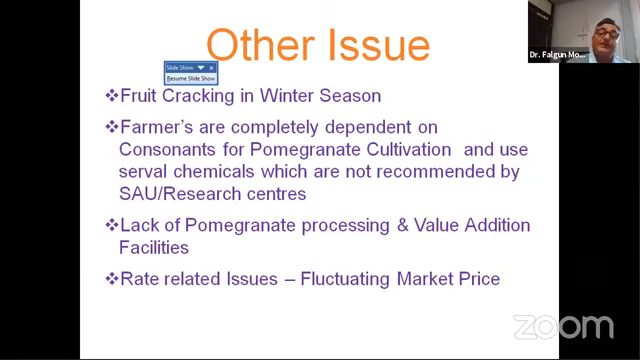 Other Issue
Slide Show
Resume Slide Show
Dr. Falgun Mo...
❖Fruit Cracking in Winter Season
❖Farmer's are completely dependent on
Consonants for Pomegranate Cultivation and use
serval chemicals which are not recommended by
SAU/Research centres
❖Lack of Pomegranate processing & Value Addition
Facilities
❖Rate related Issues – Fluctuating Market Price
zoom